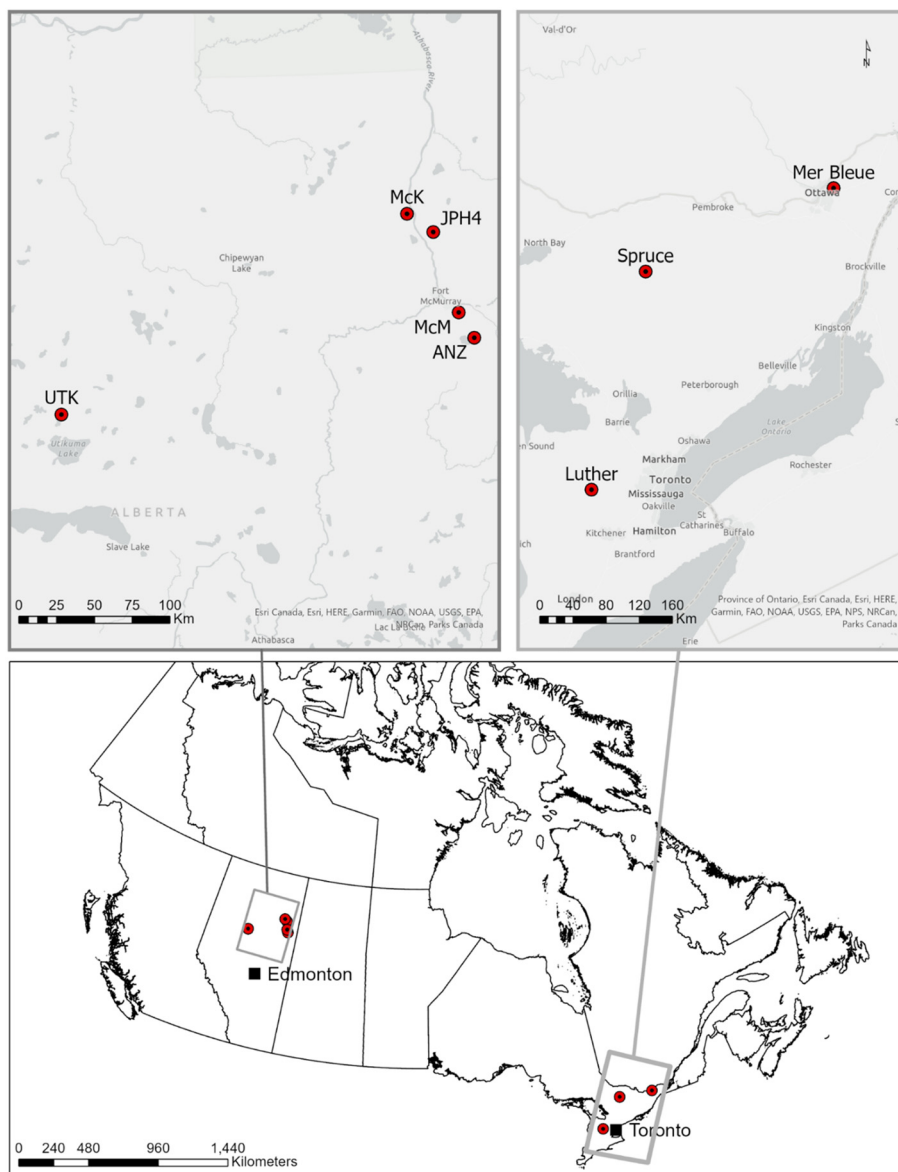 Athabasca River
McK
JPH4
Chipewyan
Lake
Fort
McMurray
McM
ANZ
UTK
Utikuma
Lake
ALBERTA
Slave Lake
0 25 50 75 100
Km
Esri Canada, Esri, HERE, Garmin, FAO, NOAA, USGS, EPA,
NRCan, Parks Canada
Lac La Biche
Athabasca
Val-d'Or
N
Mer Bleue
Ottawa
Cor
Pembroke
North Bay
Spruce
Brockville
Kingston
Belleville
Peterborough
Orillia
Barrie
Lake
Ontario
en Sound
Oshawa
Markham
Rochester
Luther
Toronto
Mississauga
Oakville
St
Catharines
Kitchener
Hamilton
Buffalo
Brantford
ich
London
0 40 80 120 160
Km
Province of Ontario, Esri Canada, Esri, HERE,
Garmin, FAO, NOAA, USGS, EPA, NPS, NRCan,
Parks Canada
Erie
Edmonton
Toronto
0 240 480 960 1,440
Kilometers